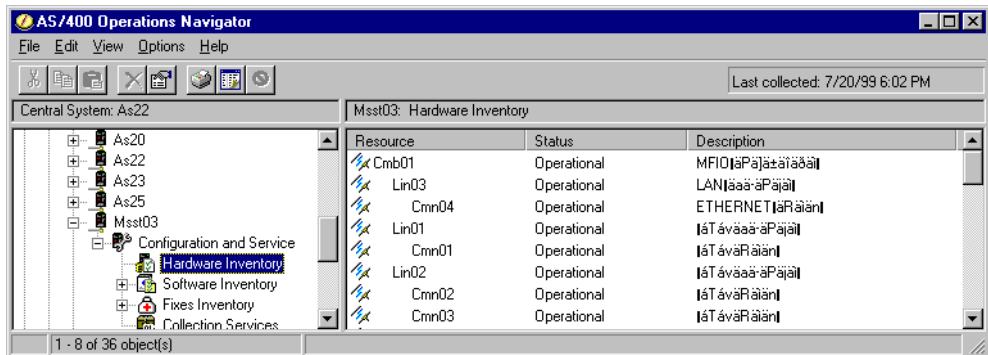 AS/400 Operations Navigator
File Edit View Options Help
Last collected: 7/20/99 6:02 PM
Central System: As22
Msst03: Hardware Inventory
As20
As22
As23
As25
Msst03
Configuration and Service
Hardware Inventory
Software Inventory
Fixes Inventory
Collection Services
Resource Status Description
Cmb01 Operational
Lin03 Operational
Cmn04 Operational
Lin01 Operational
Cmn01 Operational
Lin02 Operational
Cmn02 Operational
Cmn03 Operational
1 - 8 of 36 object(s)